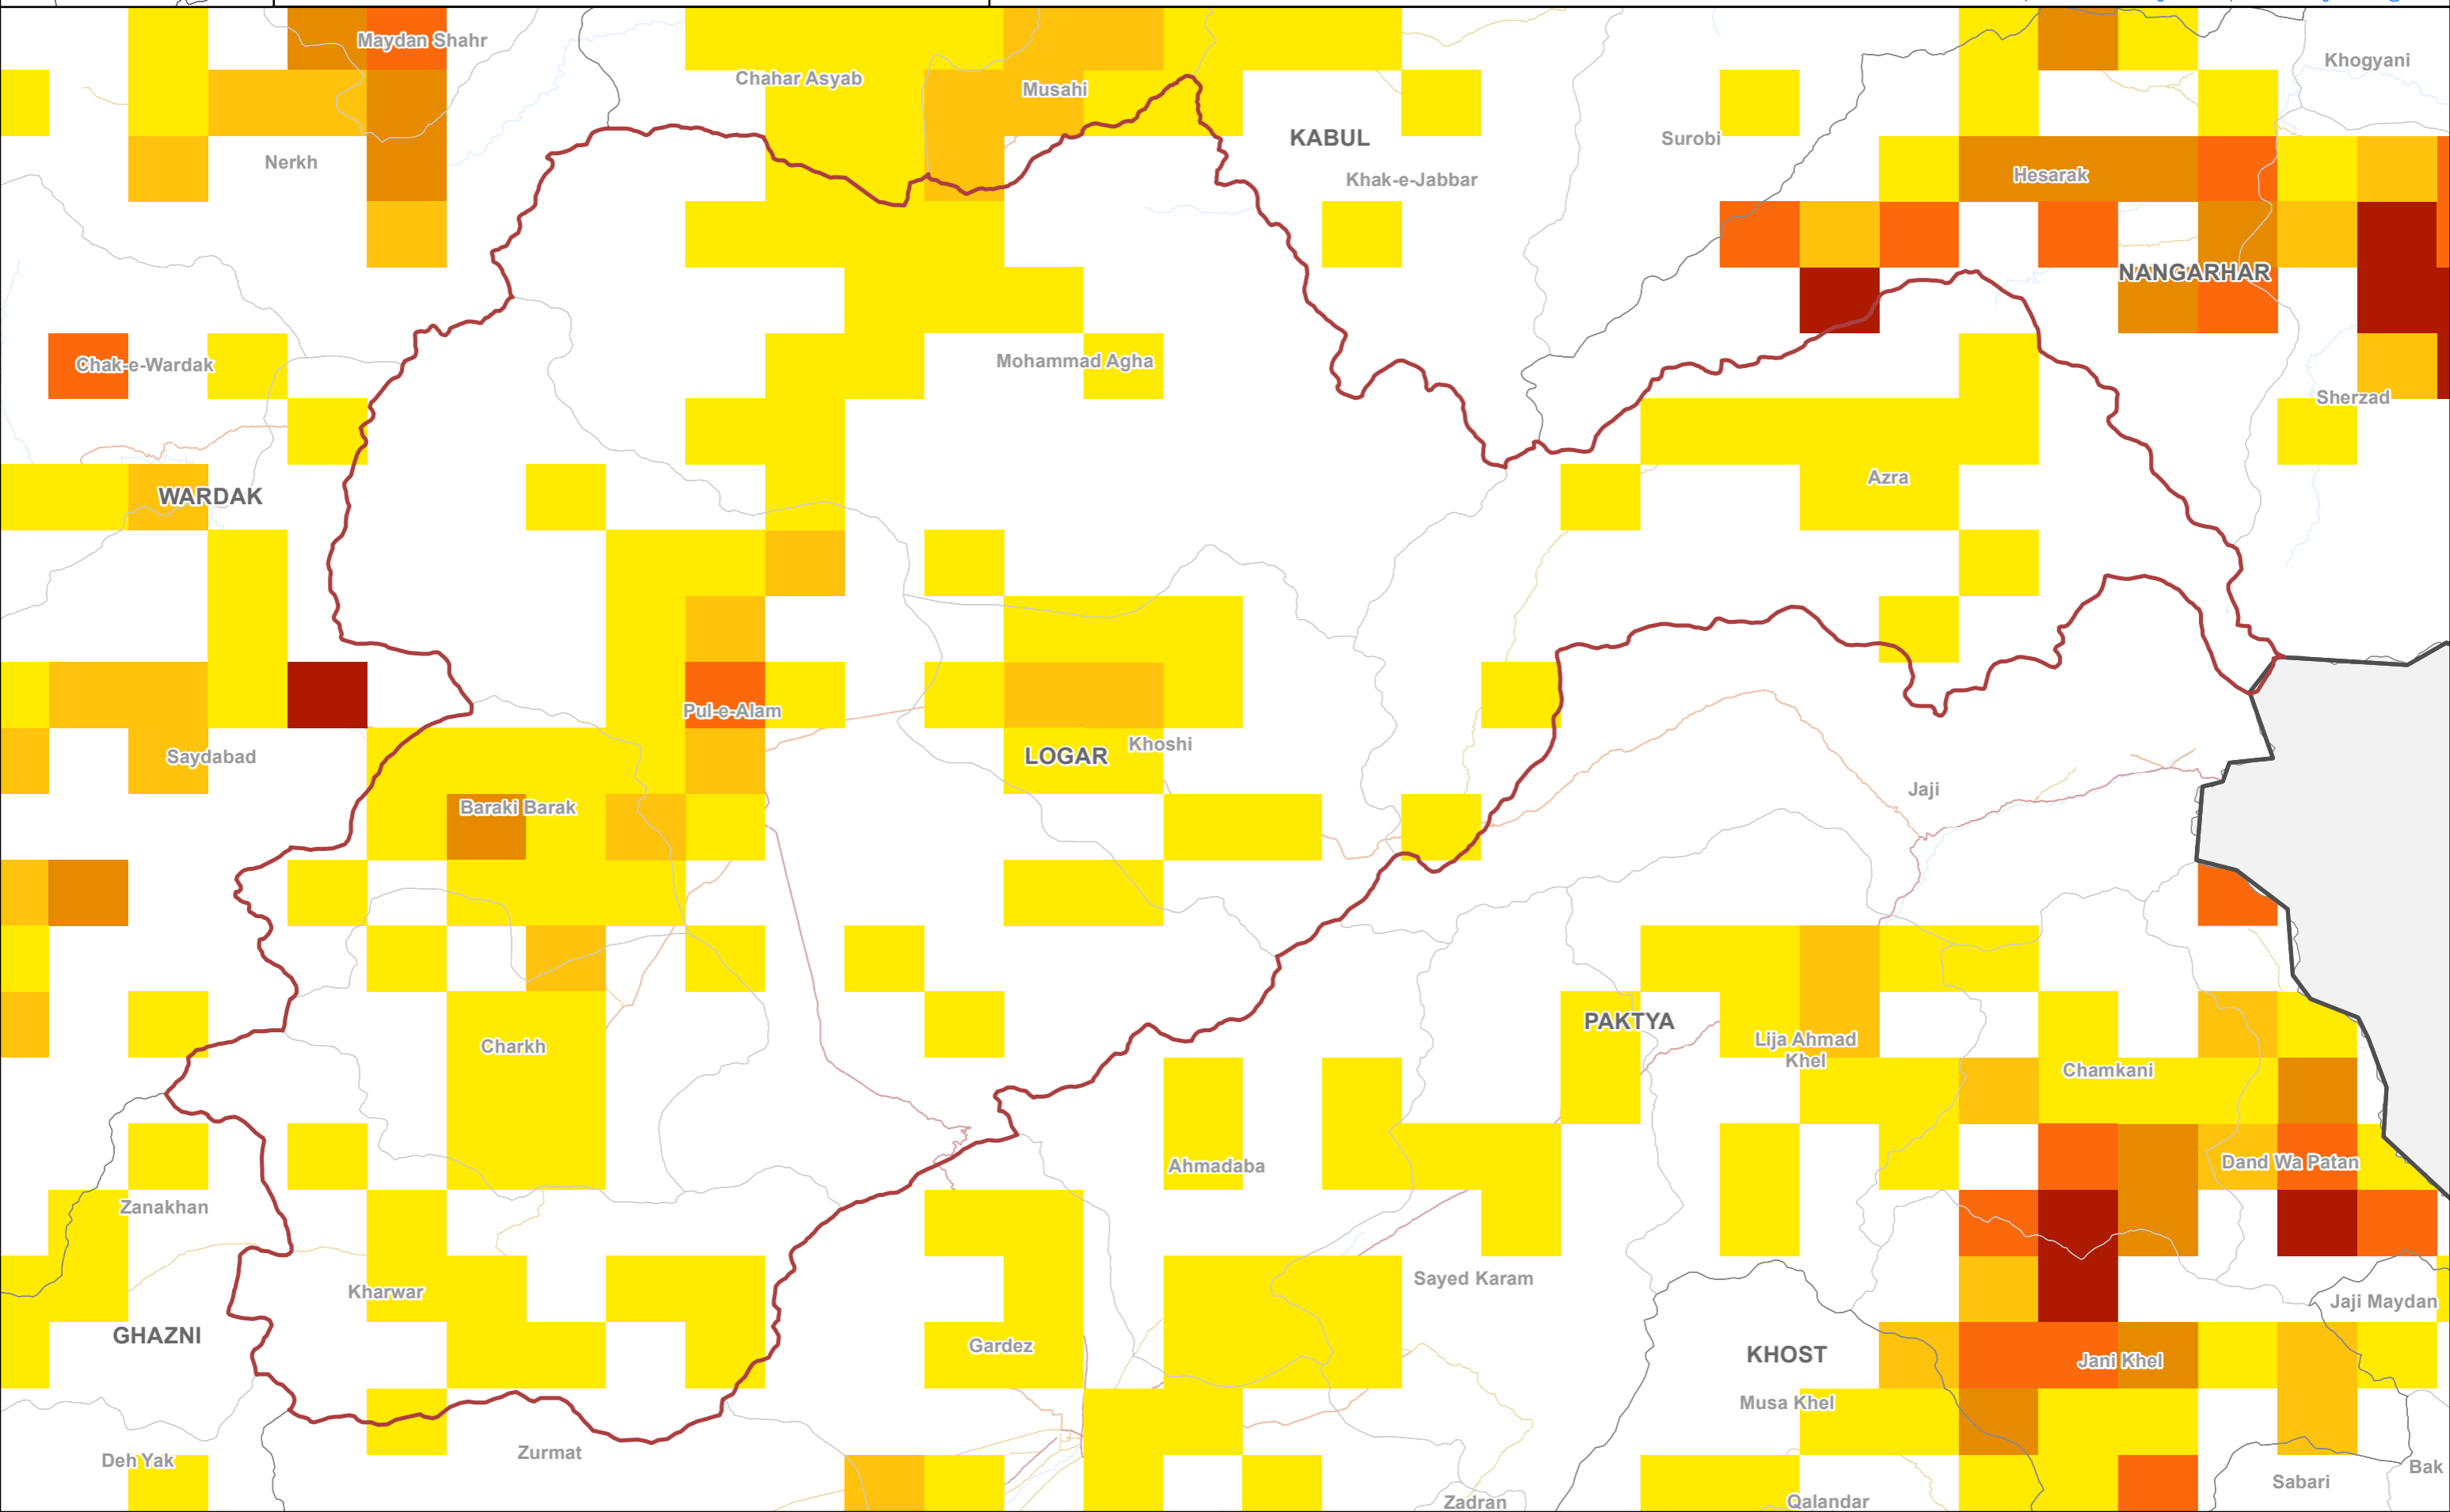 Maydan Shahr
Khogyani
Chahar Asyab
Musahi
KABUL
Surobi
Nerkh
Hesarak
Khak-e-Jabbar
NANGARHAR
Chak-e-Wardak
Mohammad Agha
Sherzad
Azra
WARDAK
Pul-e-Alam
Khoshi
LOGAR
Saydabad
Jaji
Baraki Barak
PAKTYA
Lija Ahmad
Khel
Charkh
Chamkani
Ahmadaba
Dand Wa Patan
Zanakhan
Sayed Karam
Kharwar
Jaji Maydan
GHAZNI
Gardez
KHOST
Jani Khel
Musa Khel
Zurmat
Deh Yak
Bak
Sabari
Zadran
Qalandar